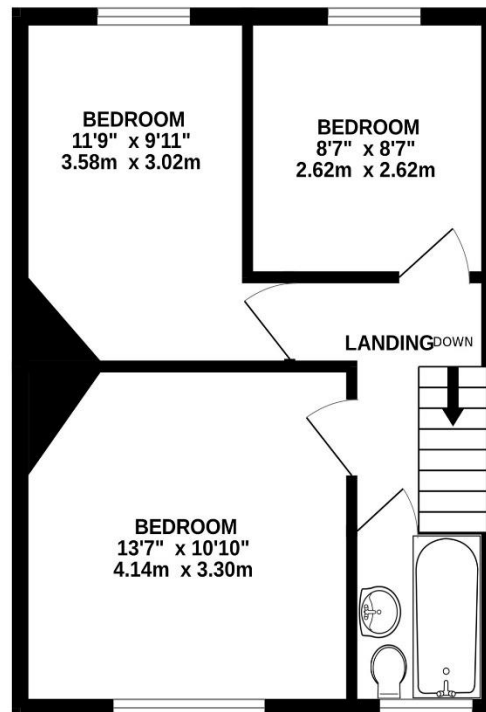 BEDROOM
11'9" x 9'11"
3.58m x 3.02m
BEDROOM
8'7" x 8'7"
2.62m x 2.62m
LANDING
DOWN
BEDROOM
13'7" x 10'10"
4.14m x 3.30m